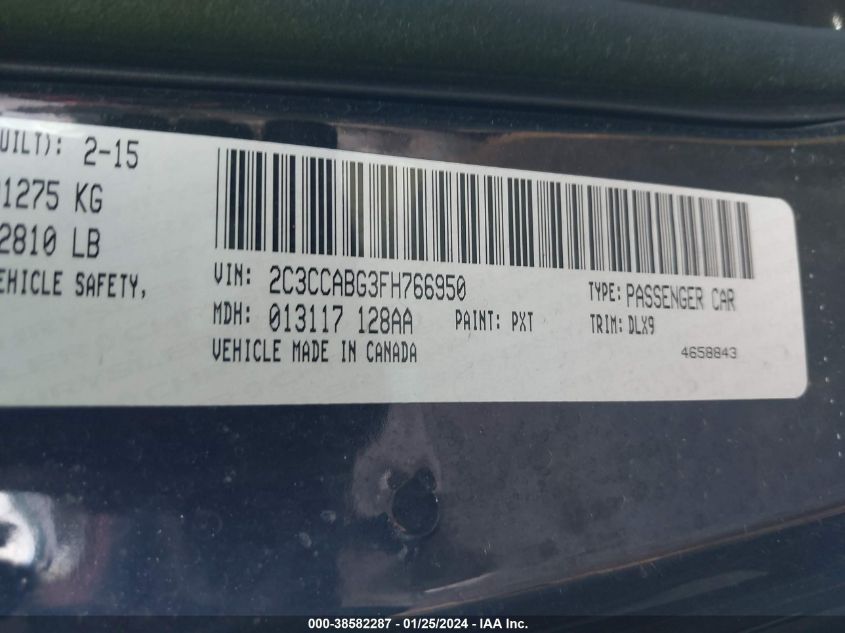 UILT): 2-15
1275 KG
2810 LB
EHICLE SAFETY,
VIN: 2C3CCABG3FH766950
TYPE: PASSENGER CAR
MDH: 013117 128AA PAINT: PXT
TRIM: DLX9
VEHICLE MADE IN CANADA
4658843
000-38582287 - 01/25/2024 - IAA Inc.